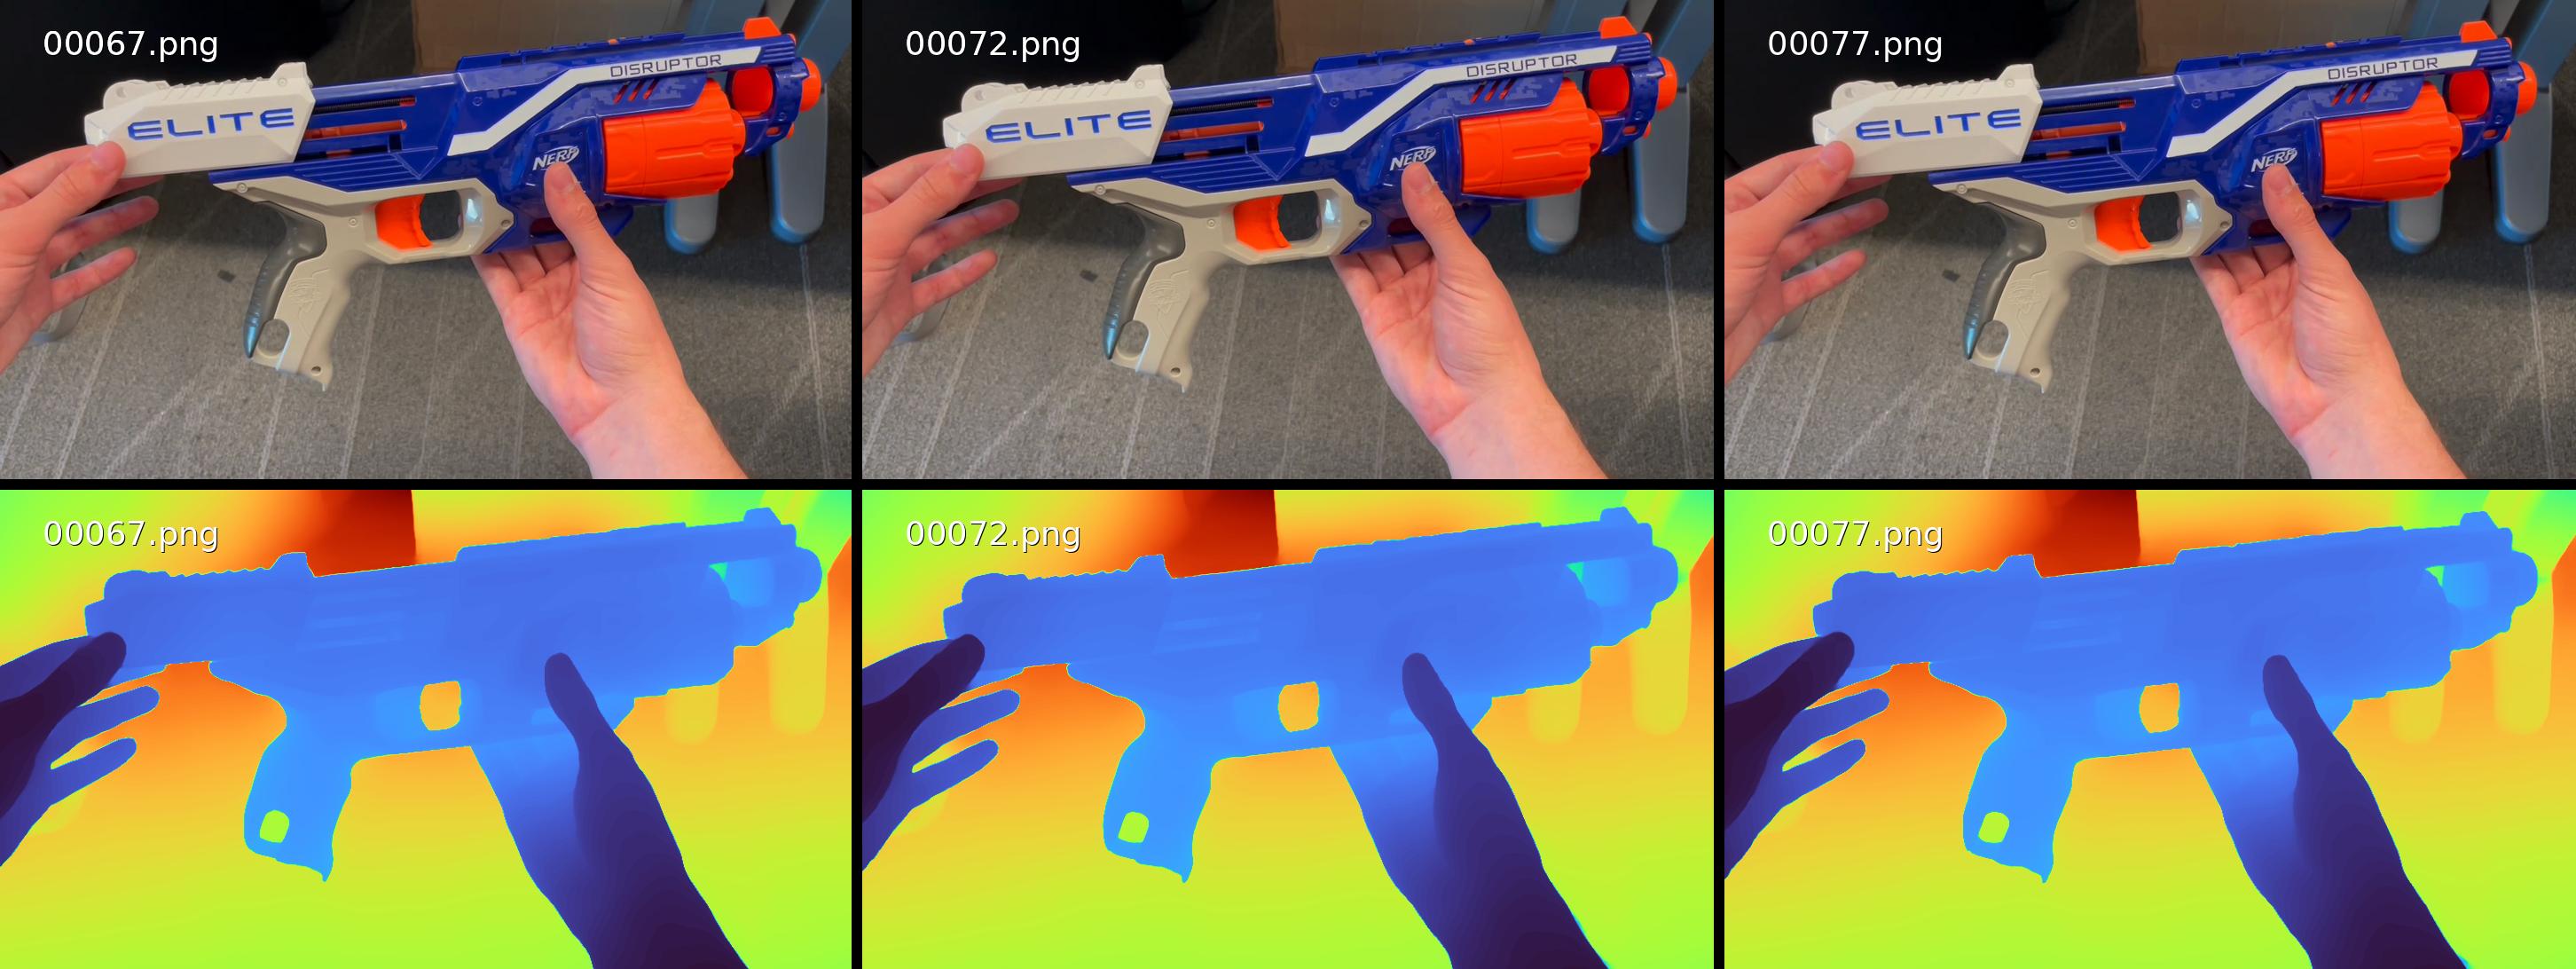 00067.png
00072.png
00077.png
DISRUPTOR
DISRUPTOR
DISRUPTOR
ELITE
ELITE
ELITE
NERF
NERF
NERF
00067.png
00072.png
00077.png